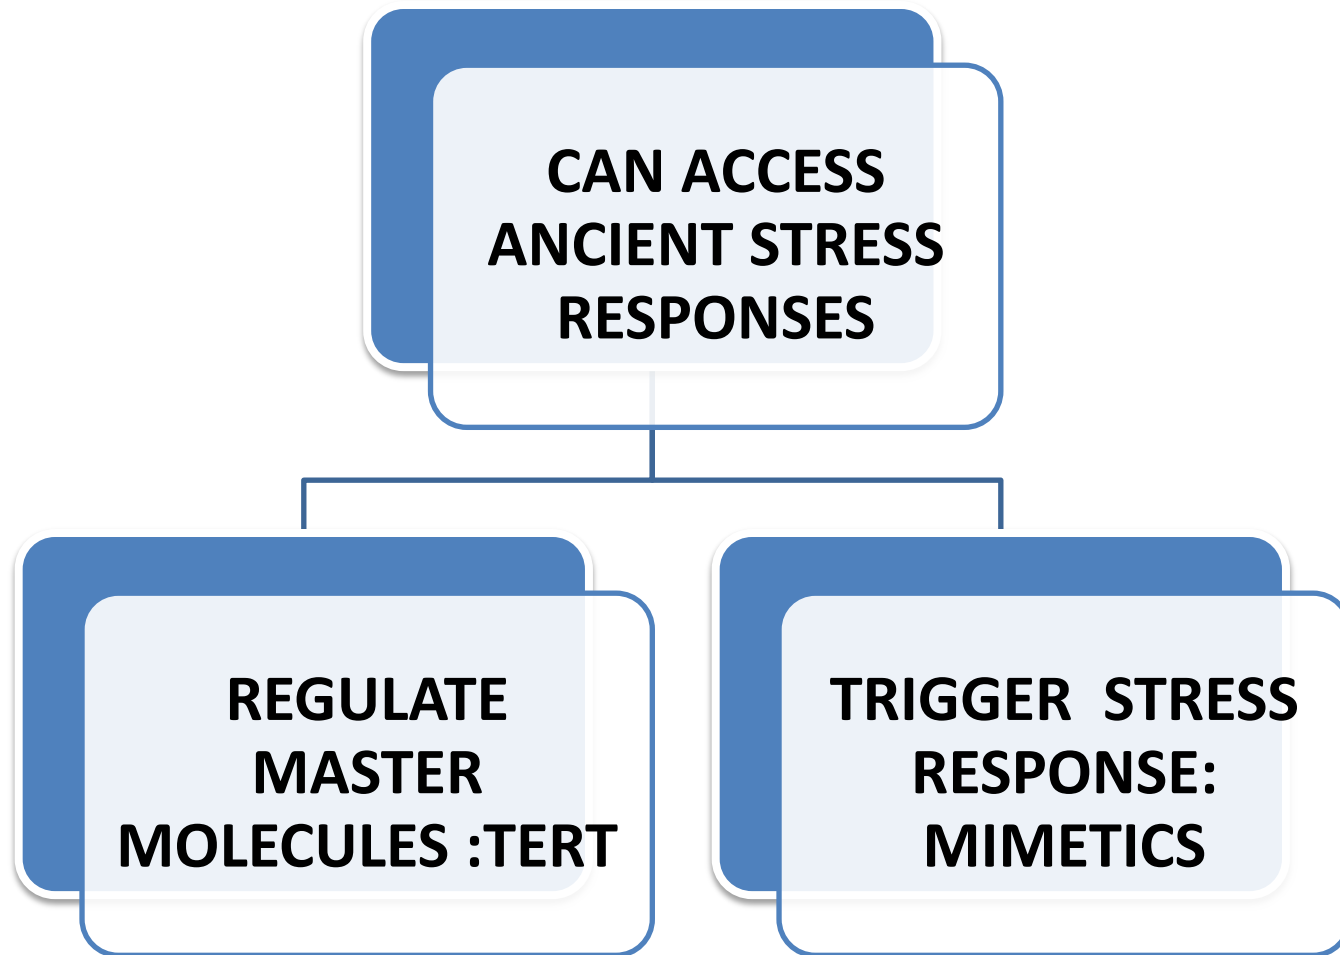 CAN ACCESS
ANCIENT STRESS
RESPONSES
REGULATE
MASTER
MOLECULES :TERT
TRIGGER  STRESS
RESPONSE:
MIMETICS